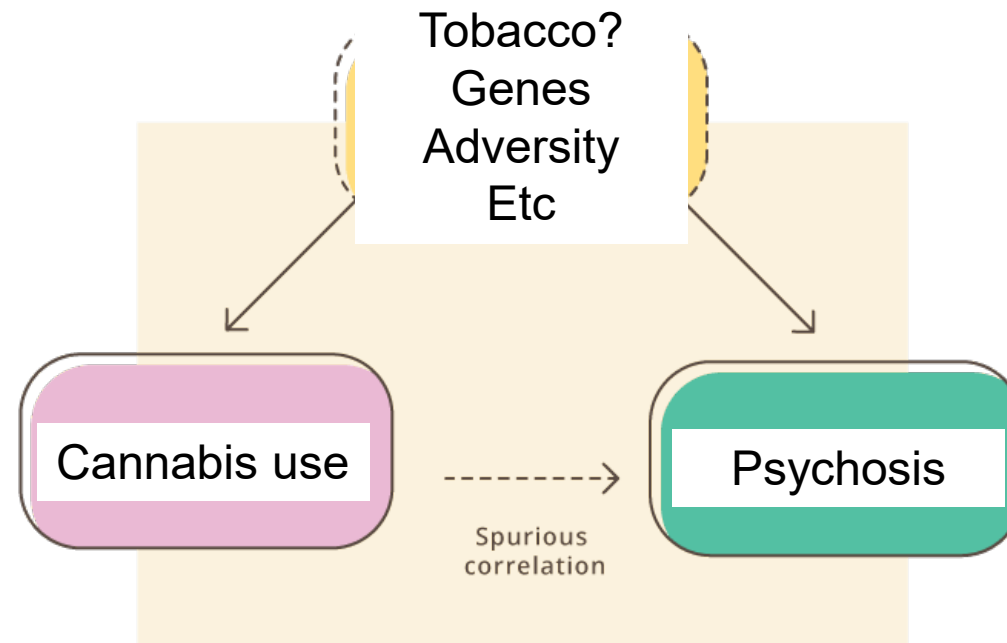 Tobacco?
Genes
Adversity
Etc
Cannabis use
Psychosis
Spurious
correlation